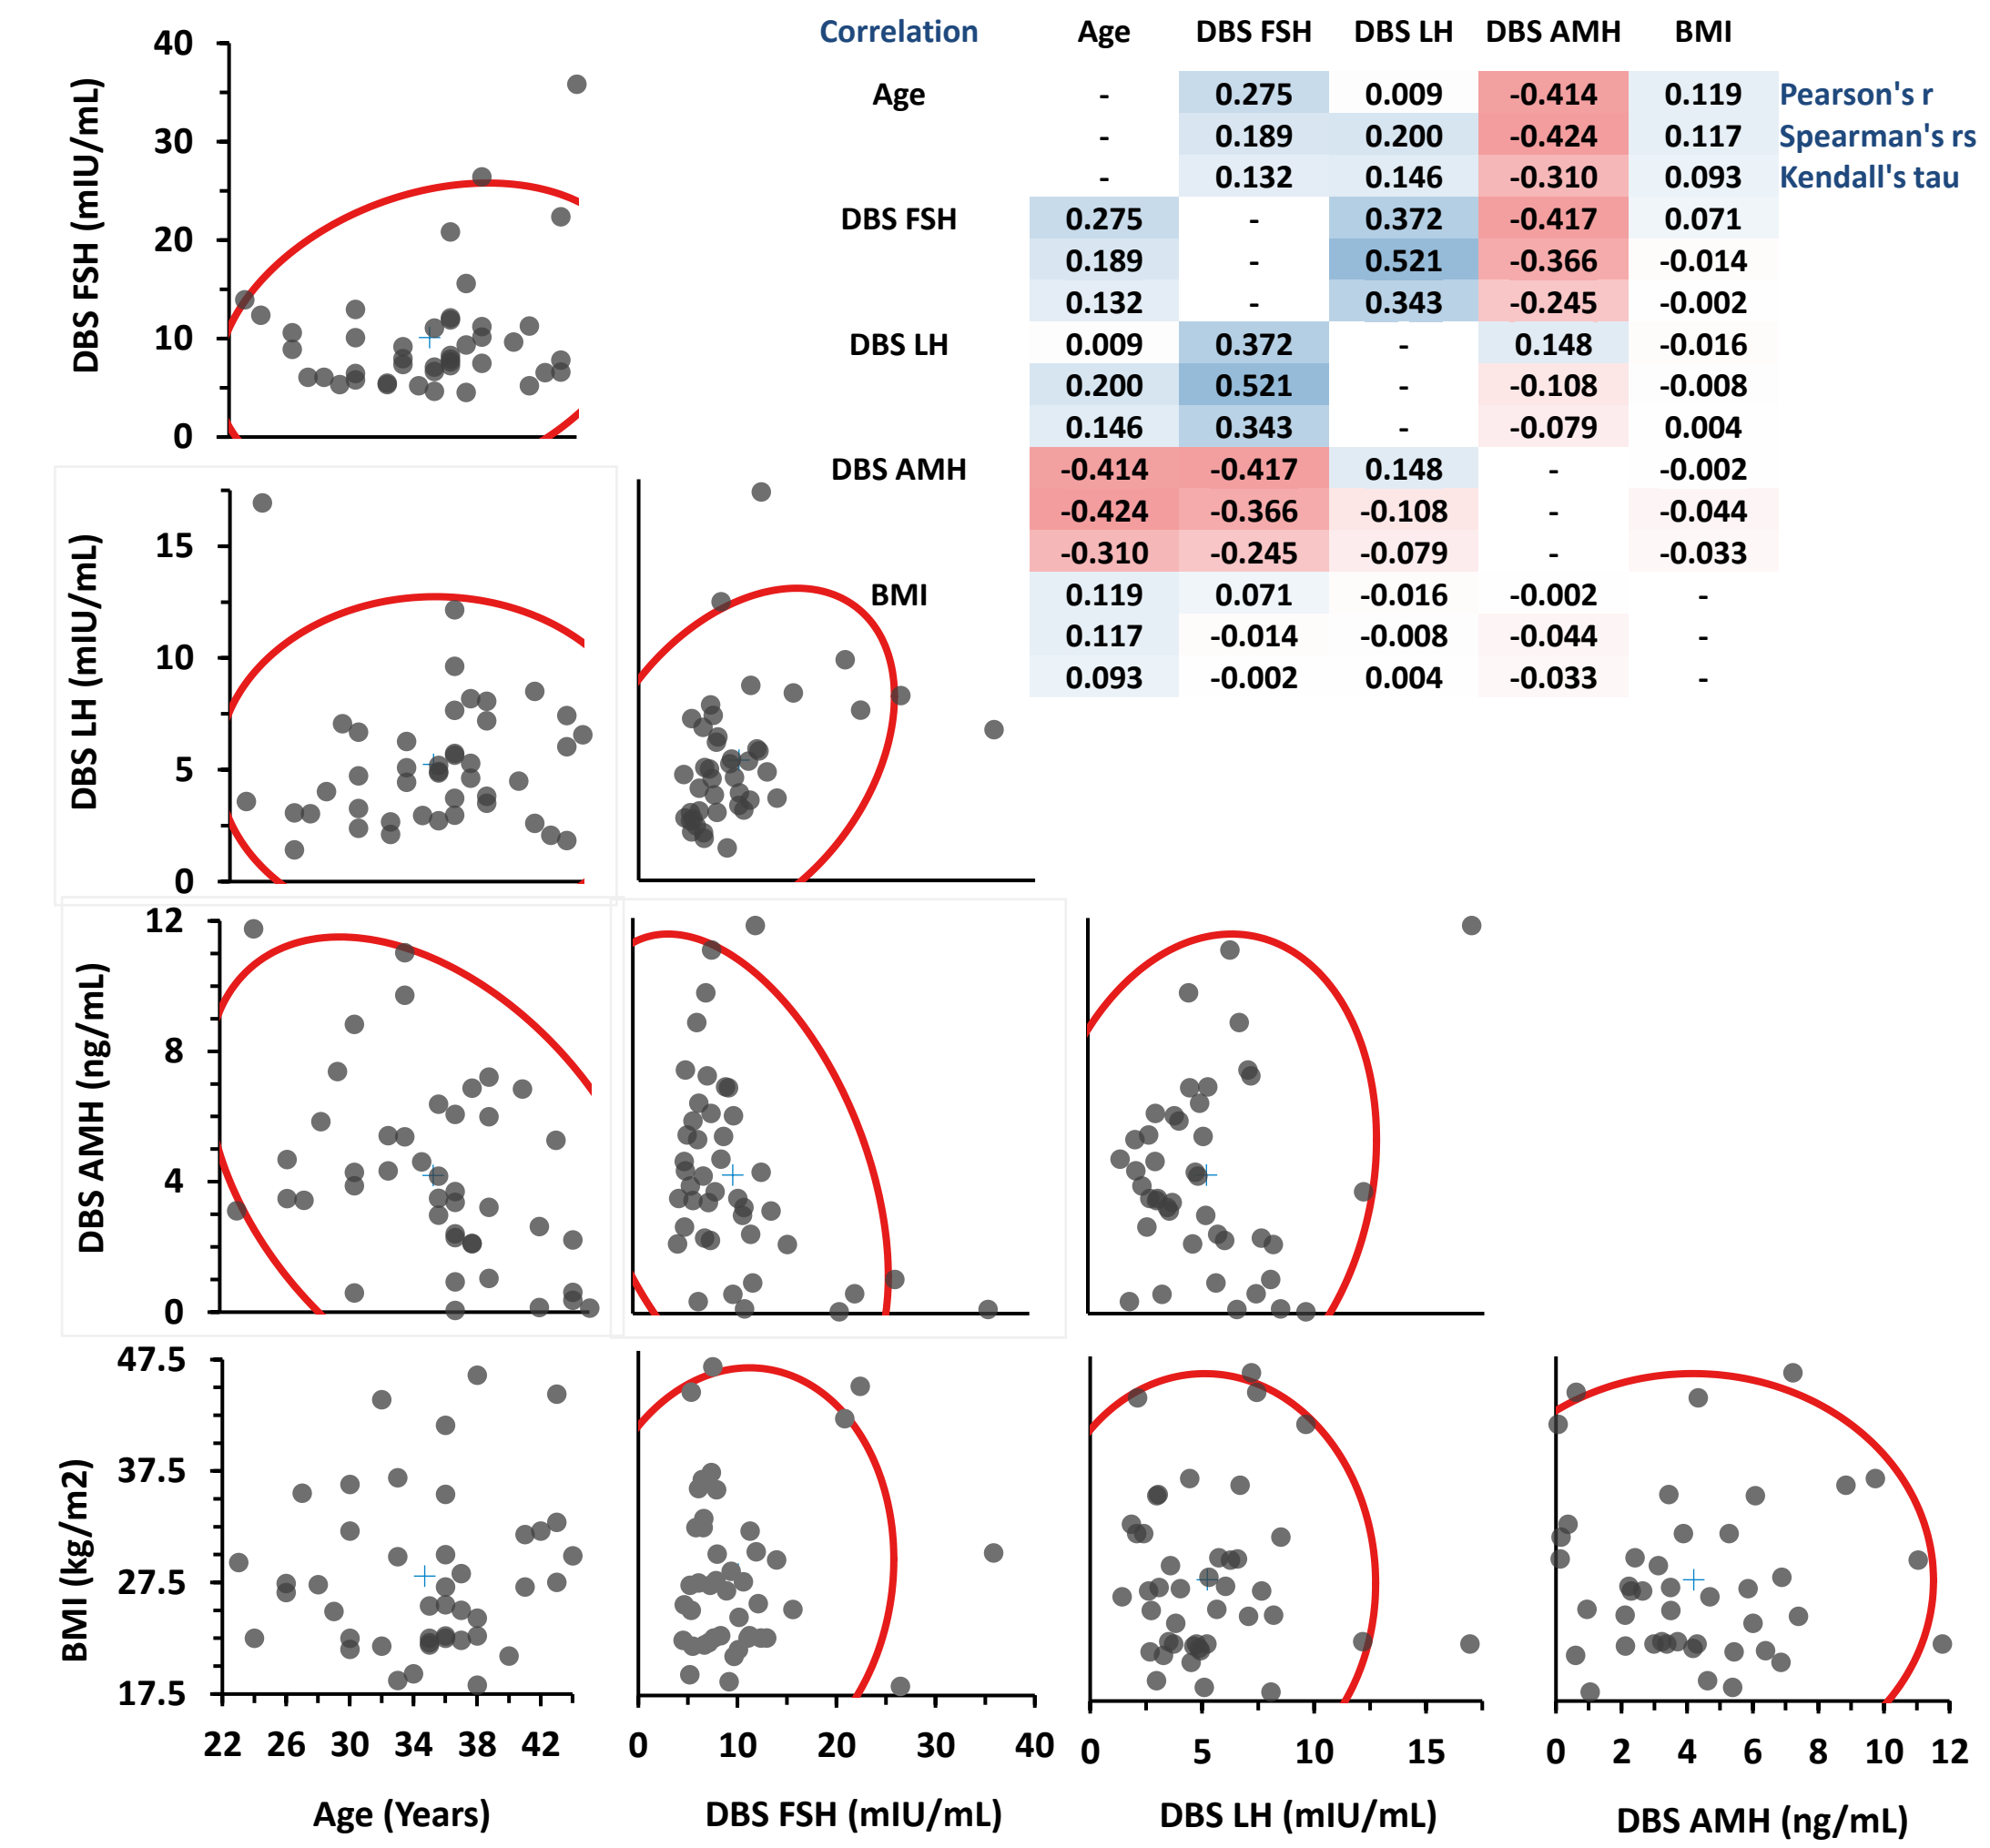 Correlation Age DBS FSH DBS LH DBS AMH BMI
Age - 0.275 0.009 -0.414 0.119 Pearson's r
- 0.189 0.200 -0.424 0.117 Spearman's rs
- 0.132 0.146 -0.310 0.093 Kendall's tau
DBS FSH 0.275 - 0.372 -0.417 0.071
0.189 - 0.521 -0.366 -0.014
0.132 - 0.343 -0.245 -0.002
DBS LH 0.009 0.372 - 0.148 -0.016
0.200 0.521 - -0.108 -0.008
0.146 0.343 - -0.079 0.004
DBS AMH -0.414 -0.417 0.148 - -0.002
-0.424 -0.366 -0.108 - -0.044
-0.310 -0.245 -0.079 - -0.033
BMI 0.119 0.071 -0.016 -0.002 -
0.117 -0.014 -0.008 -0.044 -
0.093 -0.002 0.004 -0.033 -
DBS FSH (mIU/mL)
40
30
20
10
0
DBS LH (mIU/mL)
15
10
5
0
DBS AMH (ng/mL)
12
8
4
0
BMI (kg/m2)
47.5
37.5
27.5
17.5
22 26 30 34 38 42
0 10 20 30 40
0 5 10 15
0 2 4 6 8 10 12
Age (Years)
DBS FSH (mIU/mL)
DBS LH (mIU/mL)
DBS AMH (ng/mL)